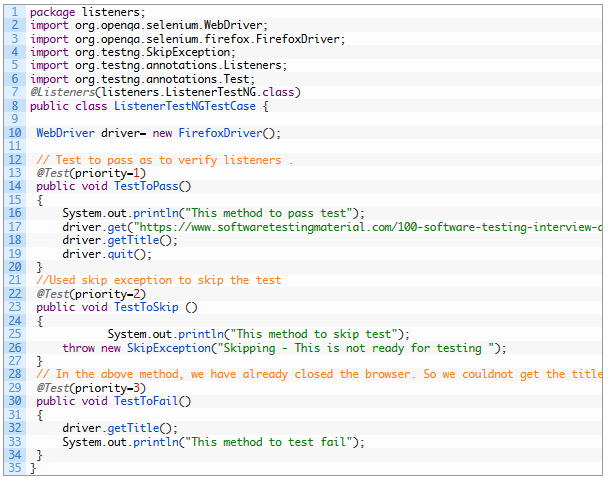 1 package listeners;
2 import org.openqa.selenium.WebDriver;
3 import org.openqa.selenium.firefox.FirefoxDriver;
4 import org.testng.SkipException;
5 import org.testng.annotations.Listeners;
6 import org.testng.annotations.Test;
7 @Listeners(listeners.ListenerTestNG.class)
8 public class ListenerTestNGTestCase {
9
10 WebDriver driver= new FirefoxDriver();
11
12 // Test to pass as to verify listeners .
13 @Test(priority=1)
14 public void TestToPass()
15 {
16 System.out.println("This method to pass test");
17 driver.get("https://www.softwaretestingmaterial.com/100-software-testing-interview-
18 driver.getTitle();
19 driver.quit();
20 }
21 //Used skip exception to skip the test
22 @Test(priority=2)
23 public void TestToSkip ()
24 {
25 System.out.println("This method to skip test");
26 throw new SkipException("Skipping - This is not ready for testing ");
27 }
28 // In the above method, we have already closed the browser. So we couldnot get the title
29 @Test(priority=3)
30 public void TestToFail()
31 {
32 driver.getTitle();
33 System.out.println("This method to test fail");
34 }
35 }